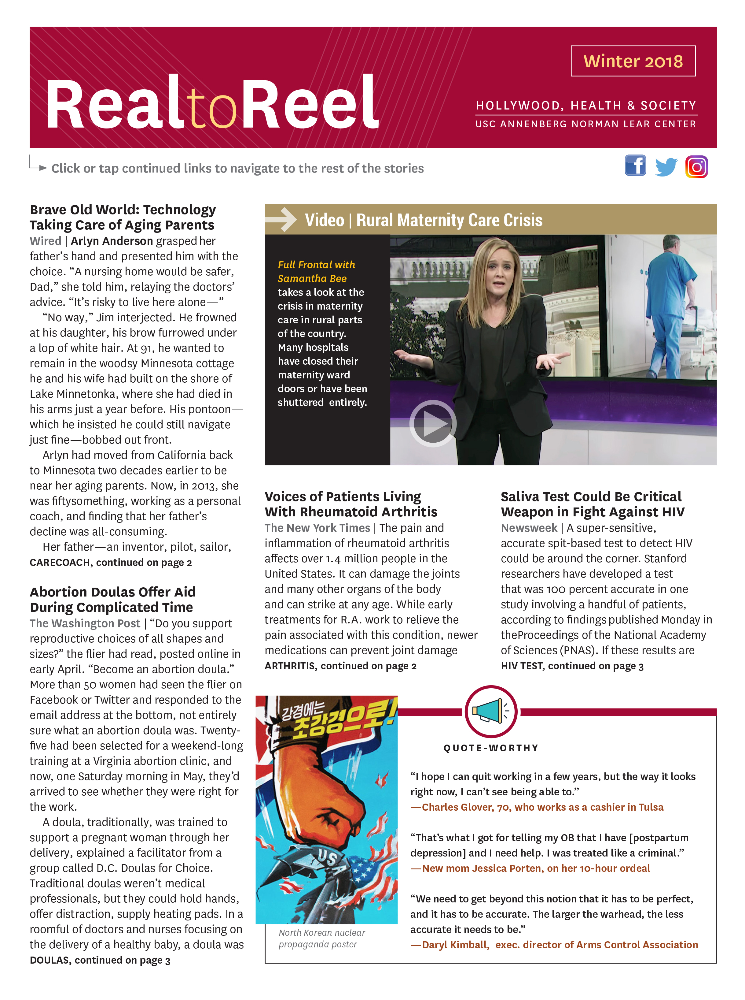 Winter 2018
RealtoReel
HOLLYWOOD, HEALTH & SOCIETY
USC ANNENBERG NORMAN LEAR CENTER
Click or tap continued links to navigate to the rest of the stories
Brave Old World: Technology
Taking Care of Aging Parents
Wired | Arlyn Anderson grasped her
father’s hand and presented him with the
choice. “A nursing home would be safer,
Dad,” she told him, relaying the doctors’
advice. “It’s risky to live here alone—”
“No way,” Jim interjected. He frowned
at his daughter, his brow furrowed under
a lop of white hair. At 91, he wanted to
remain in the woodsy Minnesota cottage
he and his wife had built on the shore of
Lake Minnetonka, where she had died in
his arms just a year before. His pontoon—
which he insisted he could still navigate
just fine—bobbed out front.
Arlyn had moved from California back
to Minnesota two decades earlier to be
near her aging parents. Now, in 2013, she
was fiftysomething, working as a personal
coach, and finding that her father’s
decline was all-consuming.
Her father—an inventor, pilot, sailor,
CARECOACH, continued on page 2
Abortion Doulas Offer Aid
During Complicated Time
The Washington Post | “Do you support
reproductive choices of all shapes and
sizes?” the flier had read, posted online in
early April. “Become an abortion doula.”
More than 50 women had seen the flier on
Facebook or Twitter and responded to the
email address at the bottom, not entirely
sure what an abortion doula was. Twenty-
five had been selected for a weekend-long
training at a Virginia abortion clinic, and
now, one Saturday morning in May, they’d
arrived to see whether they were right for
the work.
A doula, traditionally, was trained to
support a pregnant woman through her
delivery, explained a facilitator from a
group called D.C. Doulas for Choice.
Traditional doulas weren’t medical
professionals, but they could hold hands,
offer distraction, supply heating pads. In a
roomful of doctors and nurses focusing on
the delivery of a healthy baby, a doula was
DOULAS, continued on page 3
Video | Rural Maternity Care Crisis
Full Frontal with
Samantha Bee
takes a look at the
crisis in maternity
care in rural parts
of the country.
Many hospitals
have closed their
maternity ward
doors or have been
shuttered entirely.
Voices of Patients Living
With Rheumatoid Arthritis
The New York Times | The pain and
inflammation of rheumatoid arthritis
affects over 1.4 million people in the
United States. It can damage the joints
and many other organs of the body
and can strike at any age. While early
treatments for R.A. work to relieve the
pain associated with this condition, newer
medications can prevent joint damage
ARTHRITIS, continued on page 2
Saliva Test Could Be Critical
Weapon in Fight Against HIV
Newsweek | A super-sensitive,
accurate spit-based test to detect HIV
could be around the corner. Stanford
researchers have developed a test
that was 100 percent accurate in one
study involving a handful of patients,
according to findings published Monday in
theProceedings of the National Academy
of Sciences (PNAS). If these results are
HIV TEST, continued on page 3
강경에는
초강경으로!
USA
North Korean nuclear
propaganda poster
QUOTE-WORTHY
“I hope I can quit working in a few years, but the way it looks
right now, I can’t see being able to.”
—Charles Glover, 70, who works as a cashier in Tulsa
“That’s what I got for telling my OB that I have [postpartum
depression] and I need help. I was treated like a criminal.”
—New mom Jessica Porten, on her 10-hour ordeal
“We need to get beyond this notion that it has to be perfect,
and it has to be accurate. The larger the warhead, the less
accurate it needs to be.”
—Daryl Kimball, exec. director of Arms Control Association